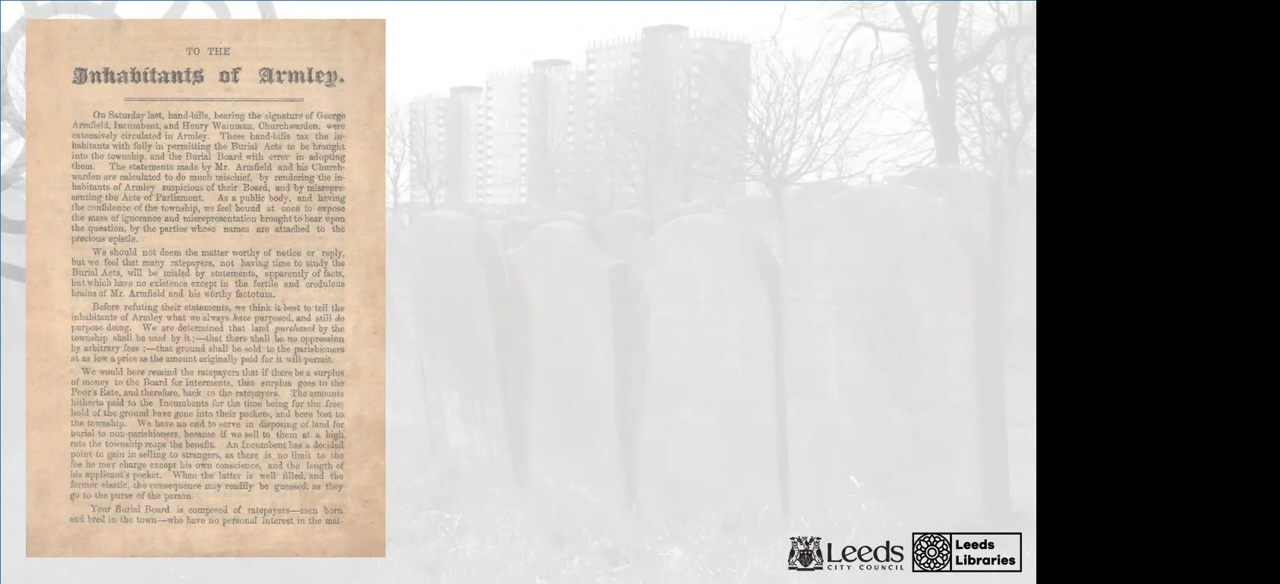 TO THE
Inhabitants of Armley.
On Saturday last, hand-bills, bearing the signature of George
Armfield, Incumbent, and Henry Wainman, Churchwarden, were
extensively circulated in Armley. These hand-bills tax the in-
habitants with folly in permitting the Burial Acts to be brought
into the township, and the Burial Board with error in adopting
them. The statements made by Mr. Armfield and his Church-
warden are calculated to do much mischief, by rendering the in-
habitants of Armley suspicious of their Board, and by misrepre-
senting the Acts of Parliament. As a public body, and having
the confidence of the township, we feel bound at once to expose
the mass of ignorance and misrepresentation brought to bear upon
the question, by the parties whose names are attached to the
precious epistle.
We should not deem the matter worthy of notice or reply,
but we feel that many ratepayers, not having time to study the
Burial Acts, will be misled by statements, apparently of facts,
but which have no existence except in the fertile and credulous
brains of Mr. Armfield and his worthy factotum.
Before refuting their statements, we think it best to tell the
inhabitants of Armley what we always have purposed, and still do
purpose doing. We are determined that land purchased by the
township shall be used by it;—that there shall be no oppression
by arbitrary fees;—that ground shall be sold to the parishioners
at as low a price as the amount originally paid for it will permit.
We would here remind the ratepayers that if there be a surplus
of money to the Board for interments, that surplus goes to the
Poor's Rate, and therefore, back to the ratepayers. The amounts
hitherto paid to the Incumbents for the time being for the free-
hold of the ground have gone into their pockets, and been lost to
the township. We have no end to serve in disposing of land for
burial to non-parishioners, because if we sell to them at a high
rate the township reaps the benefit. An Incumbent has a decided
point to gain in selling to strangers, as there is no limit to the
fee he may charge except his own conscience, and the length of
his applicant's pocket. When the latter is well filled, and the
former elastic, the consequence may readily be guessed, as they
go to the purse of the parson.
Your Burial Board is composed of ratepayers—men born
and bred in the town—who have no personal interest in the mat-
Leeds
CITY COUNCIL
Leeds
Libraries